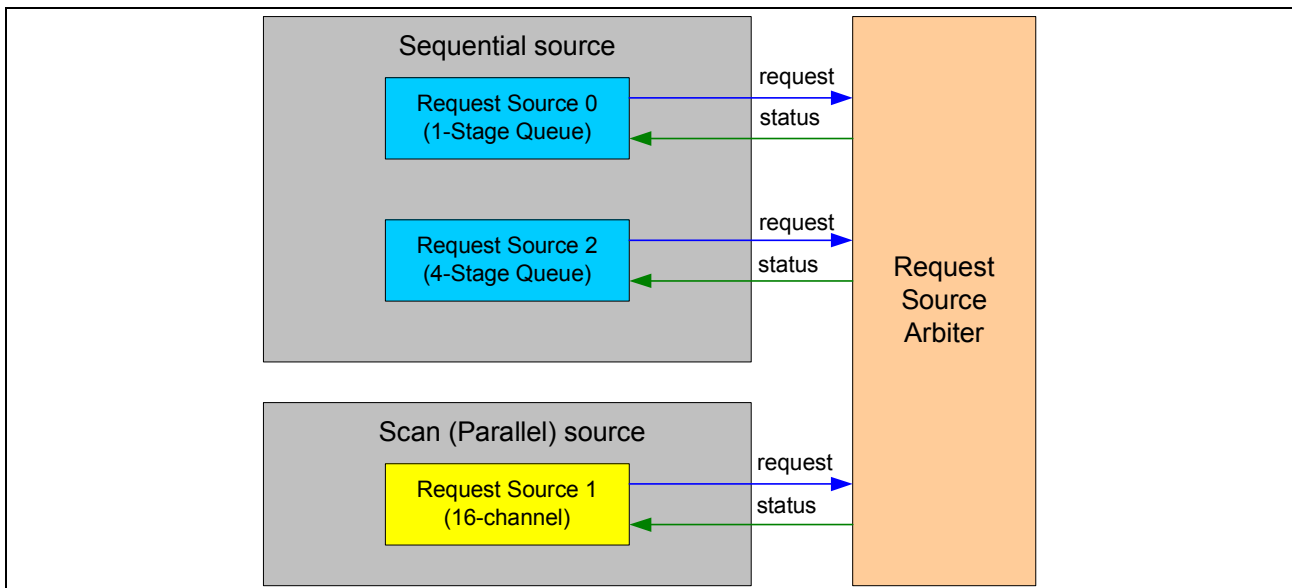 Sequential source
Request Source 0
(1-Stage Queue)
request
status
Request Source 2
(4-Stage Queue)
request
status
Request
Source
Arbiter
Scan (Parallel) source
Request Source 1
(16-channel)
request
status